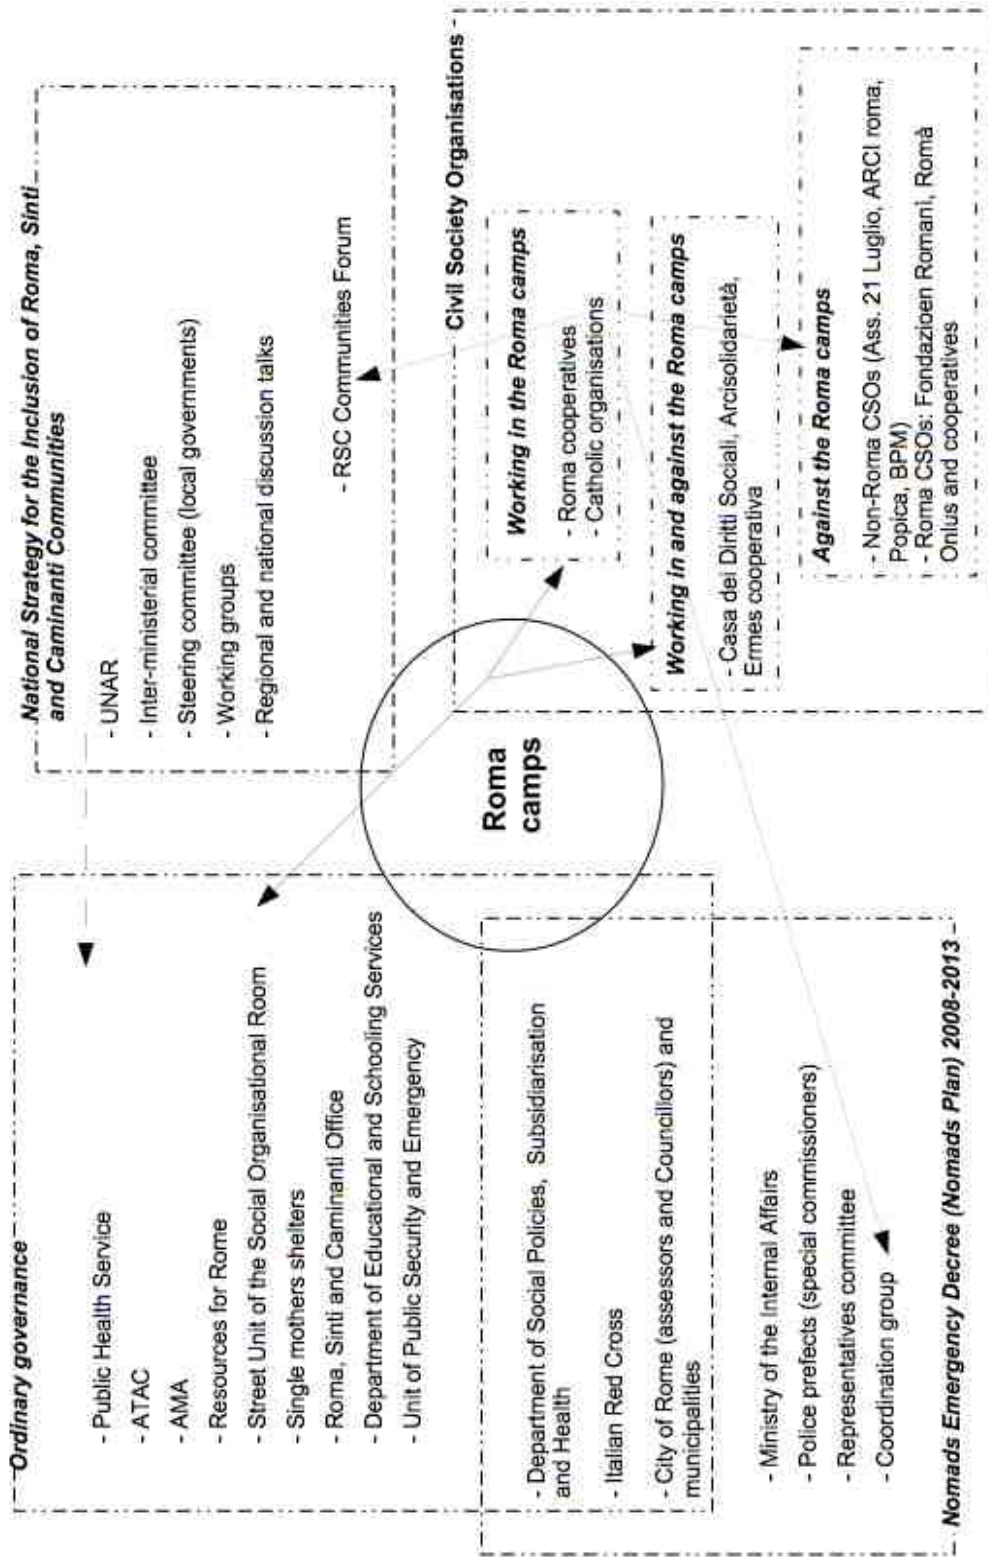 Ordinary governance
- Public Health Service
- ATAC
- AMA
- Resources for Rome
- Street Unit of the Social Organisational Room
- Single mothers shelters
- Roma, Sinti and Caminanti Office
- Department of Educational and Schooling Services
- Unit of Public Security and Emergency
- Department of Social Policies, Subsidiarisation
and Health
- Italian Red Cross
- City of Rome (assessors and Councillors) and
municipalities
- Ministry of the Internal Affairs
- Police prefects (special commissioners)
- Representatives committee
- Coordination group
Nomads Emergency Decree (Nomads Plan) 2008-2013
Roma
camps
National Strategy for the Inclusion of Roma, Sinti
and Caminanti Communities
- UNAR
- Inter-ministerial committee
- Steering committee (local governments)
- Working groups
- Regional and national discussion talks
- RSC Communities Forum
Civil Society Organisations
Working in the Roma camps
- Roma cooperatives
- Catholic organisations
Working in and against the Roma camps
- Casa dei Diritti Sociali, Arcisolidarietà,
Ermes cooperativa
Against the Roma camps
- Non-Roma CSOs (Ass. 21 Luglio, ARCI roma,
Popica, BPM)
- Roma CSOs: Fondazioen Romanì, Romà
Onlus and cooperatives